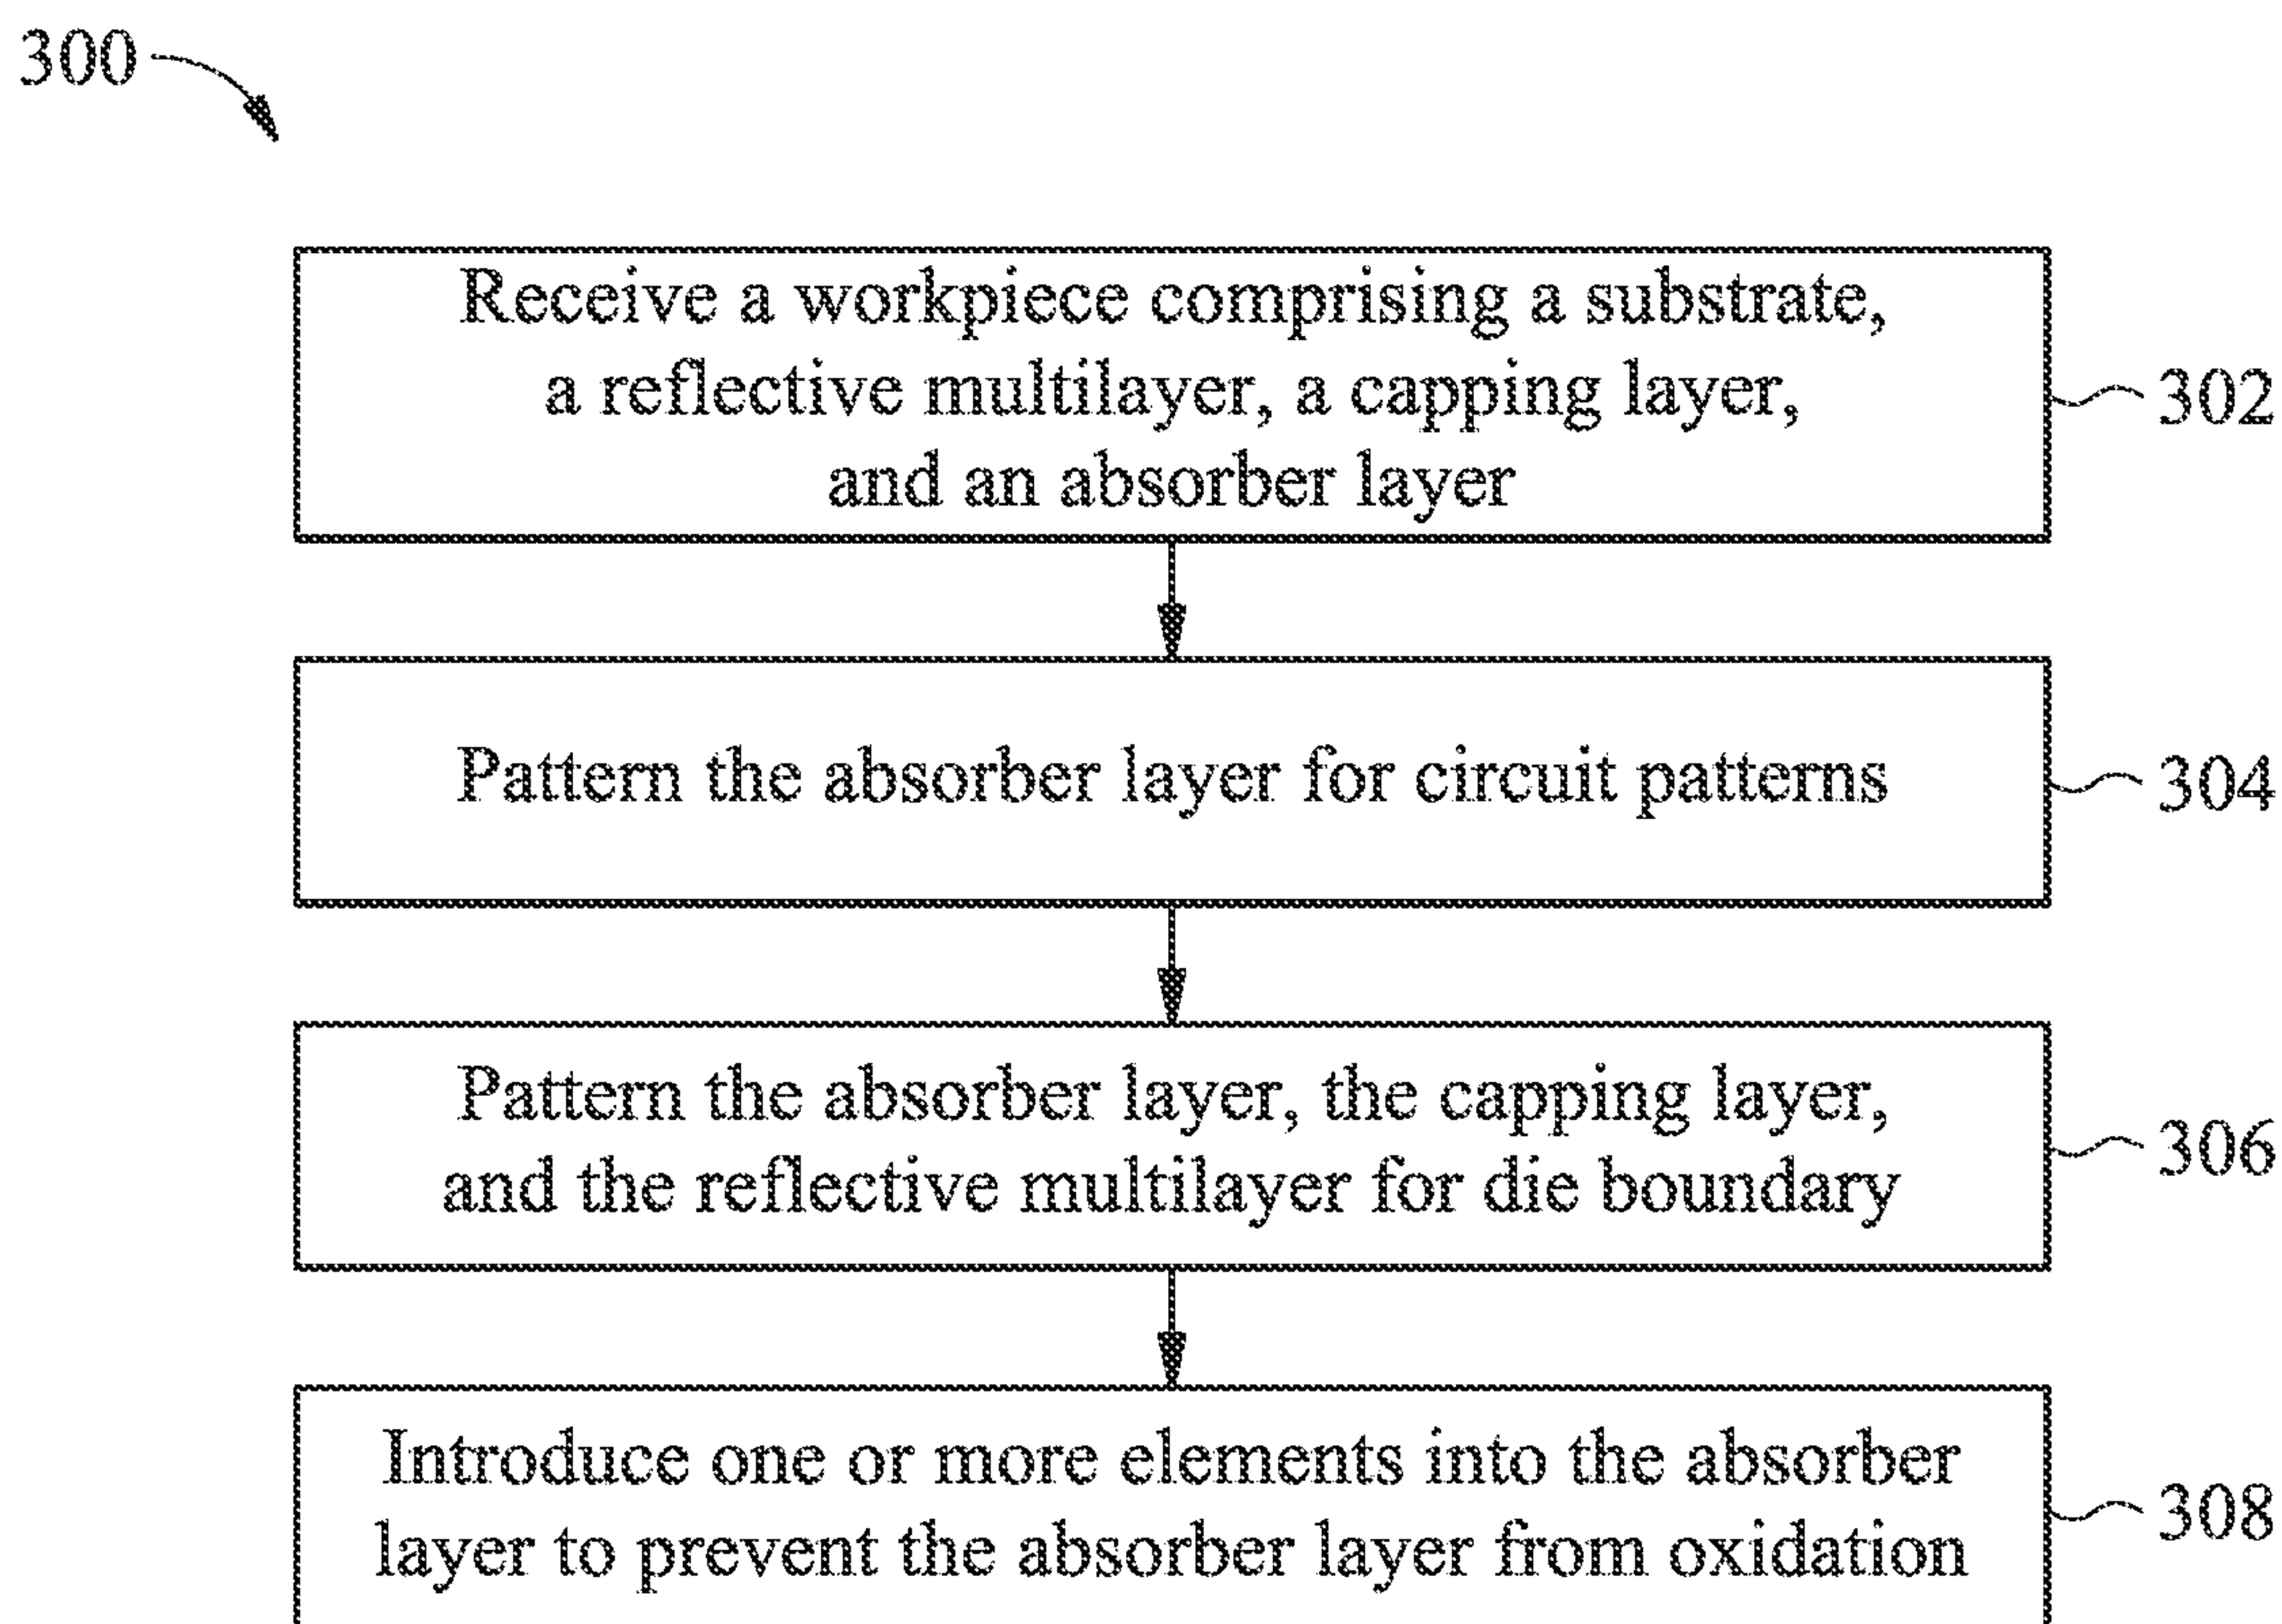 300
Receive a workpiece comprising a substrate,
a reflective multilayer, a capping layer,
and an absorber layer
302
Pattern the absorber layer for circuit patterns
304
Pattern the absorber layer, the capping layer,
and the reflective multilayer for die boundary
306
Introduce one or more elements into the absorber
layer to prevent the absorber layer from oxidation
308